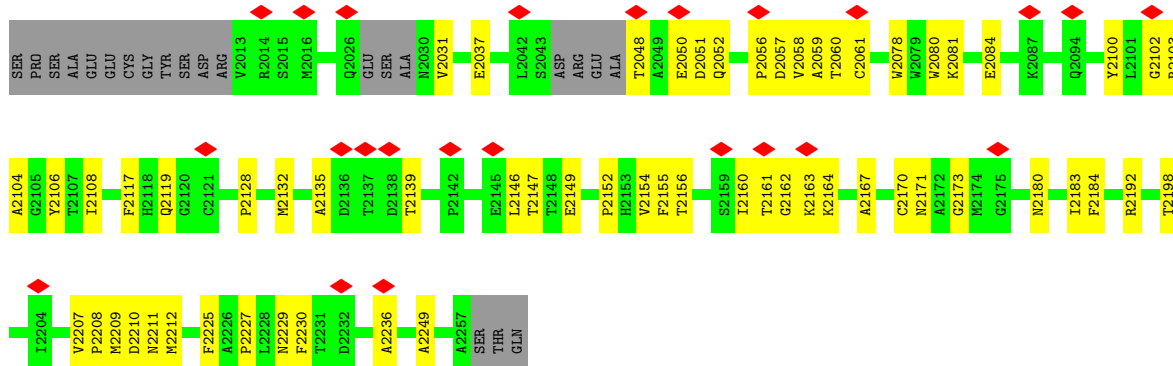 SER
PRO
SER
ALA
GLU
GLU
CYS
GLY
TYR
SER
ASP
ARG
V2013
R2014
S2015
M2016
Q2026
GLU
SER
ALA
N2030
V2031
E2037
L2042
S2043
ASP
ARG
GLU
ALA
T2048
A2049
E2050
D2051
Q2052
P2056
D2057
V2058
A2059
T2060
C2061
W2078
W2079
W2080
K2081
E2084
K2087
Q2094
Y2100
L2101
G2102
A2104
G2105
Y2106
T2107
I2108
F2117
H2118
Q2119
G2120
C2121
P2128
M2132
A2135
D2136
T2137
D2138
T2139
P2142
E2145
L2146
T2147
T2148
E2149
P2152
H2153
V2154
F2155
T2156
S2159
I2160
T2161
G2162
K2163
K2164
A2167
C2170
N2171
A2172
G2173
M2174
G2175
N2180
I2183
F2184
R2192
T2198
I2204
V2207
P2208
M2209
D2210
N2211
M2212
F2225
A2226
P2227
L2228
N2229
F2230
T2231
D2232
A2236
A2249
A2257
SER
THR
GLN